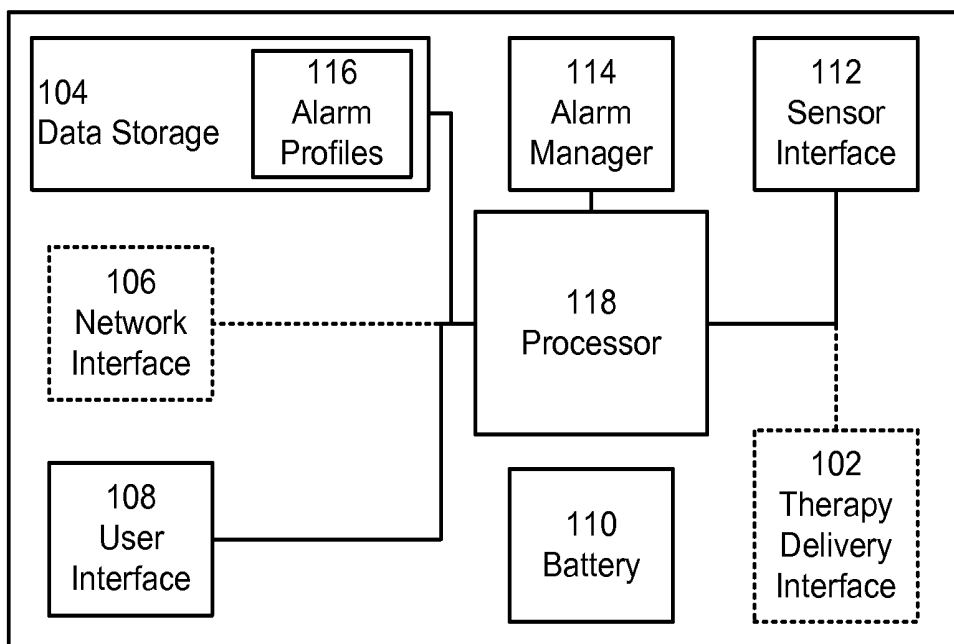 104
Data Storage
116
Alarm
Profiles
114
Alarm
Manager
112
Sensor
Interface
106
Network
Interface
118
Processor
108
User
Interface
110
Battery
102
Therapy
Delivery
Interface